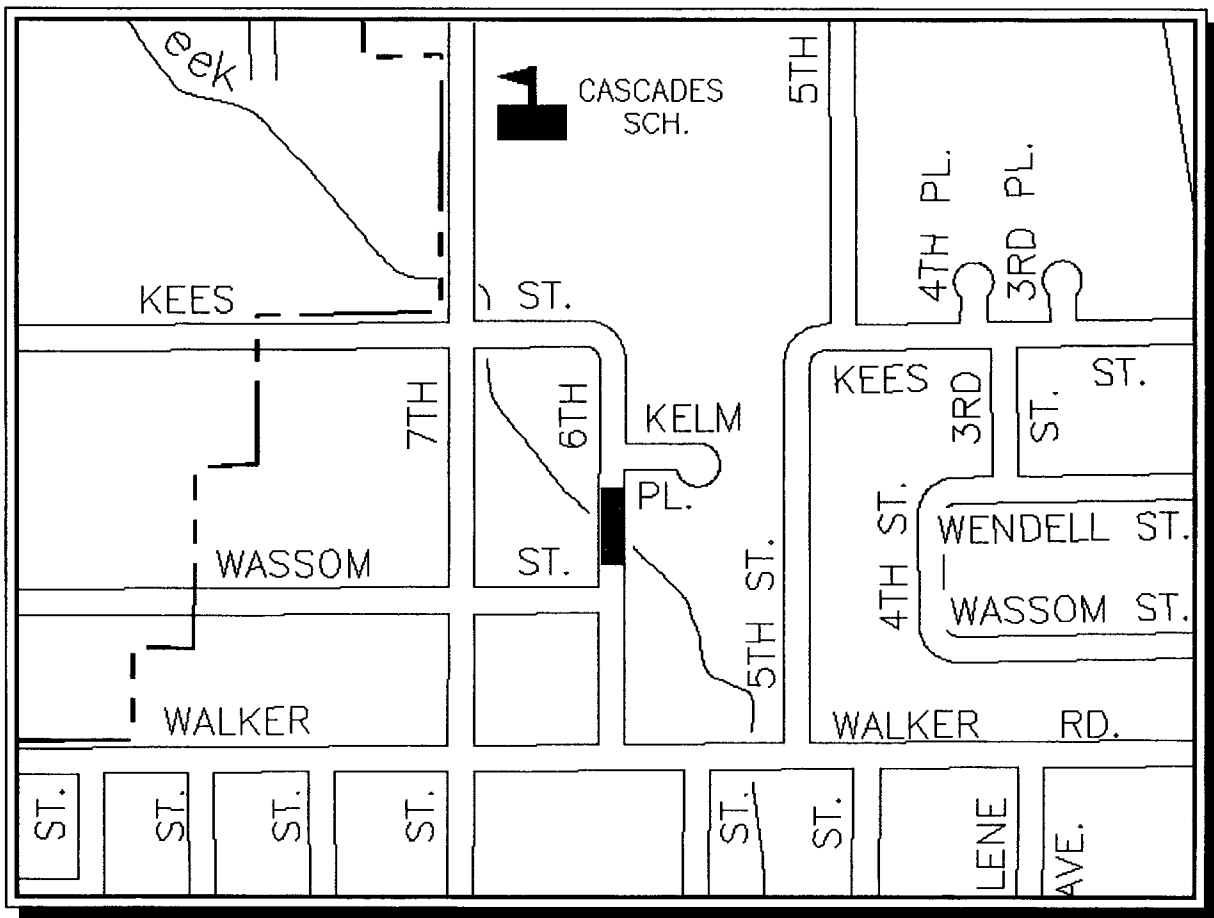 eek
CASCADES
SCH.
5TH
4TH PL.
3RD PL.
KEES
ST.
7TH
6TH
KELM
PL.
KEES
ST.
3RD
ST.
WASSOM
ST.
5TH ST.
4TH ST.
WENDELL ST.
WASSOM ST.
WALKER
WALKER RD.
ST.
ST.
ST.
ST.
ST.
ST.
LENE
AVE.